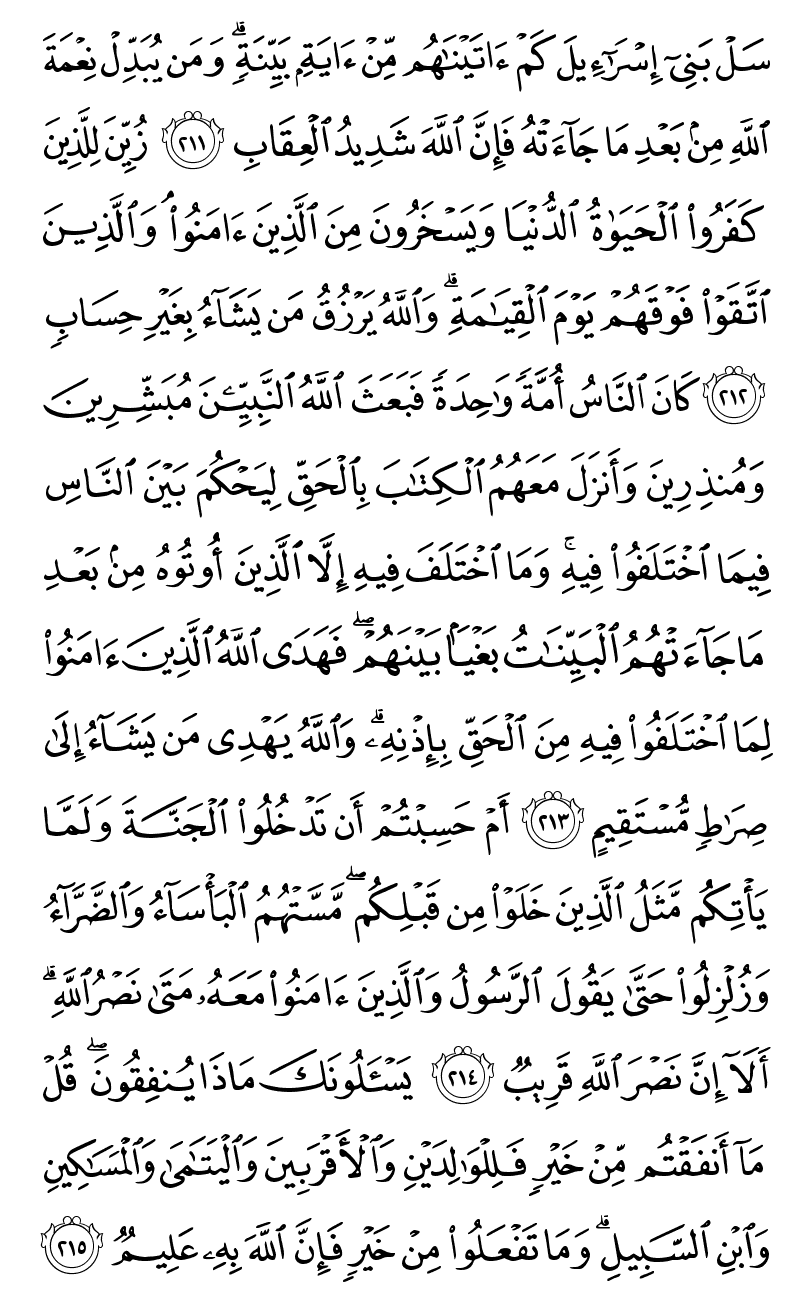 سَلۡ بَنِيٓ إِسۡرَٰٓءِيلَ كَمۡ ءَاتَيۡنَٰهُم مِّنۡ ءَايَةِۭ بَيِّنَةٖۗ وَمَن يُبَدِّلۡ نِعۡمَةَ
ٱللَّهِ مِنۢ بَعۡدِ مَا جَآءَتۡهُ فَإِنَّ ٱللَّهَ شَدِيدُ ٱلۡعِقَابِ ٢١١ زُيِّنَ لِلَّذِينَ
كَفَرُواْ ٱلۡحَيَوٰةُ ٱلدُّنۡيَا وَيَسۡخَرُونَ مِنَ ٱلَّذِينَ ءَامَنُواْۘ وَٱلَّذِينَ
ٱتَّقَوۡاْ فَوۡقَهُمۡ يَوۡمَ ٱلۡقِيَٰمَةِۗ وَٱللَّهُ يَرۡزُقُ مَن يَشَآءُ بِغَيۡرِ حِسَابٖ
٢١٢ كَانَ ٱلنَّاسُ أُمَّةٗ وَٰحِدَةٗ فَبَعَثَ ٱللَّهُ ٱلنَّبِيِّـۧنَ مُبَشِّرِينَ
وَمُنذِرِينَ وَأَنزَلَ مَعَهُمُ ٱلۡكِتَٰبَ بِٱلۡحَقِّ لِيَحۡكُمَ بَيۡنَ ٱلنَّاسِ
فِيمَا ٱخۡتَلَفُواْ فِيهِۚ وَمَا ٱخۡتَلَفَ فِيهِ إِلَّا ٱلَّذِينَ أُوتُوهُ مِنۢ بَعۡدِ
مَا جَآءَتۡهُمُ ٱلۡبَيِّنَٰتُ بَغۡيَۢا بَيۡنَهُمۡۖ فَهَدَى ٱللَّهُ ٱلَّذِينَ ءَامَنُواْ
لِمَا ٱخۡتَلَفُواْ فِيهِ مِنَ ٱلۡحَقِّ بِإِذۡنِهِۦۗ وَٱللَّهُ يَهۡدِي مَن يَشَآءُ إِلَىٰ
صِرَٰطٖ مُّسۡتَقِيمٍ ٢١٣ أَمۡ حَسِبۡتُمۡ أَن تَدۡخُلُواْ ٱلۡجَنَّةَ وَلَمَّا
يَأۡتِكُم مَّثَلُ ٱلَّذِينَ خَلَوۡاْ مِن قَبۡلِكُمۖ مَّسَّتۡهُمُ ٱلۡبَأۡسَآءُ وَٱلضَّرَّآءُ
وَزُلۡزِلُواْ حَتَّىٰ يَقُولَ ٱلرَّسُولُ وَٱلَّذِينَ ءَامَنُواْ مَعَهُۥ مَتَىٰ نَصۡرُ ٱللَّهِۗ
أَلَآ إِنَّ نَصۡرَ ٱللَّهِ قَرِيبٞ ٢١٤ يَسۡـَٔلُونَكَ مَاذَا يُنفِقُونَۖ قُلۡ
مَآ أَنفَقۡتُم مِّنۡ خَيۡرٖ فَلِلۡوَٰلِدَيۡنِ وَٱلۡأَقۡرَبِينَ وَٱلۡيَتَٰمَىٰ وَٱلۡمَسَٰكِينِ
وَٱبۡنِ ٱلسَّبِيلِۗ وَمَا تَفۡعَلُواْ مِنۡ خَيۡرٖ فَإِنَّ ٱللَّهَ بِهِۦ عَلِيمٞ ٢١٥